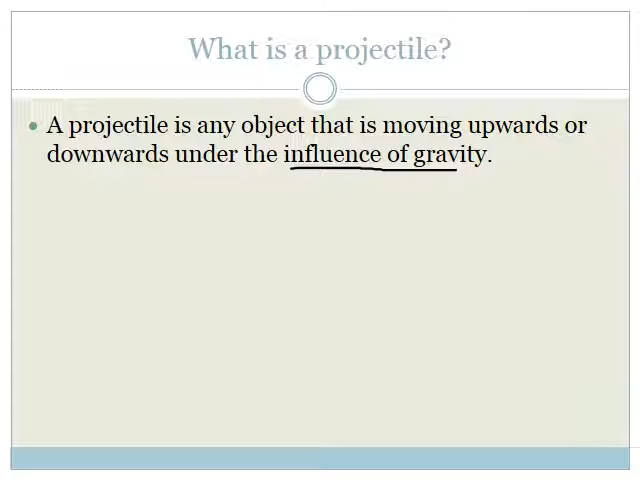 What is a projectile?
• A projectile is any object that is moving upwards or
downwards under the influence of gravity.